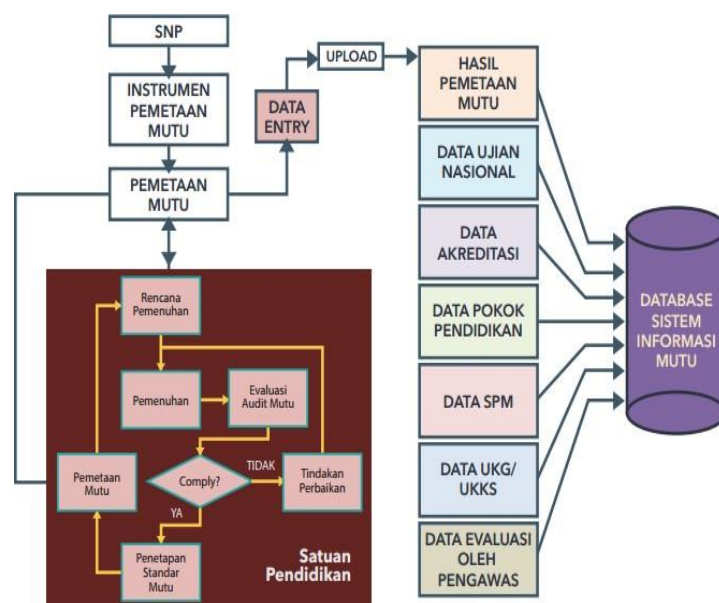 SNP
INSTRUMEN
PEMETAAN
MUTU
PEMETAAN
MUTU
DATA
ENTRY
UPLOAD
Rencana
Pemenuhan
Pemenuhan
Evaluasi
Audit Mutu
Comply?
TIDAK
Tindakan
Perbaikan
YA
Pemetaan
Mutu
Penetapan
Standar
Mutu
Satuan
Pendidikan
HASIL
PEMETAAN
MUTU
DATA UJIAN
NASIONAL
DATA
AKREDITASI
DATA POKOK
PENDIDIKAN
DATA SPM
DATA UKG/
UKKS
DATA EVALUASI
OLEH
PENGAWAS
DATABASE
SISTEM
INFORMASI
MUTU